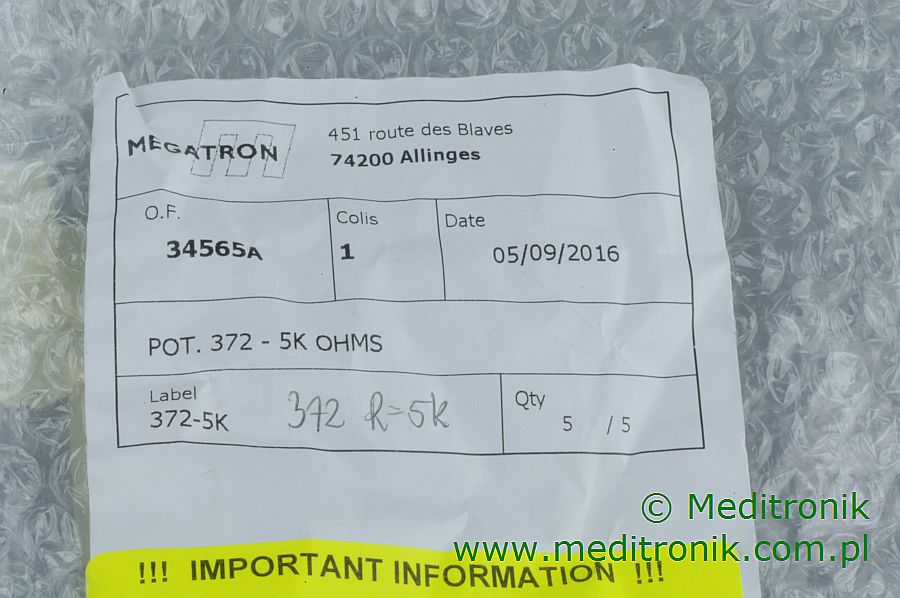 MEGATRON
451 route des Blaves
74200 Allinges
O.F.
34565A
Colis
1
Date
05/09/2016
POT. 372 - 5K OHMS
Label
372-5K
372 R=5K
Qty
5 / 5
© Meditronik
www.meditronik.com.pl
!!! IMPORTANT INFORMATION !!!